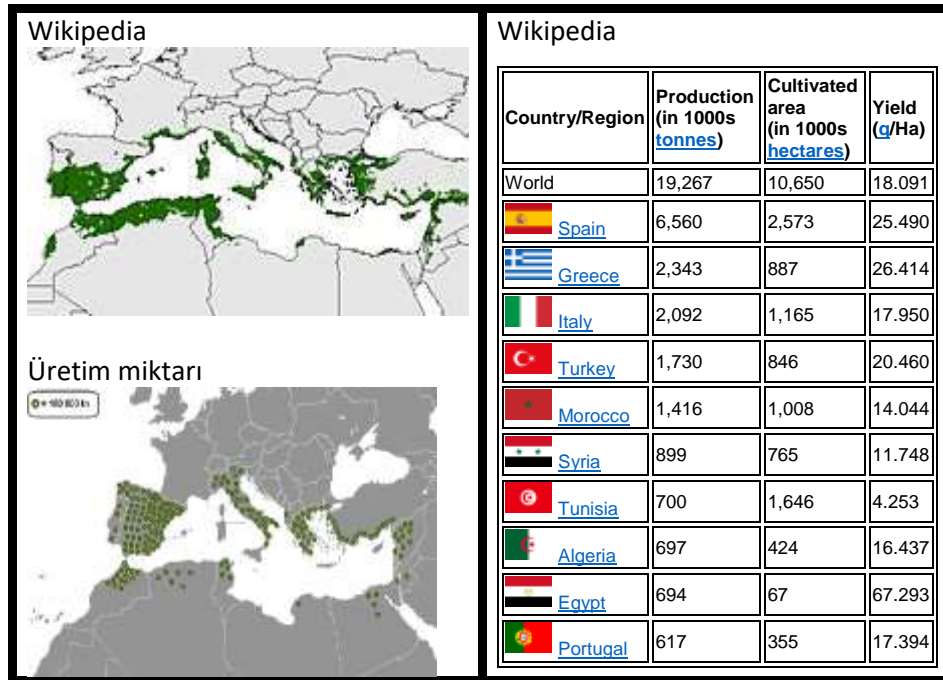 Wikipedia
Üretim miktarı
Wikipedia
Country/Region Production (in 1000s tonnes) Cultivated area (in 1000s hectares) Yield (q/Ha)
World 19,267 10,650 18.091
Spain 6,560 2,573 25.490
Greece 2,343 887 26.414
Italy 2,092 1,165 17.950
Turkey 1,730 846 20.460
Morocco 1,416 1,008 14.044
Syria 899 765 11.748
Tunisia 700 1,646 4.253
Algeria 697 424 16.437
Egypt 694 67 67.293
Portugal 617 355 17.394